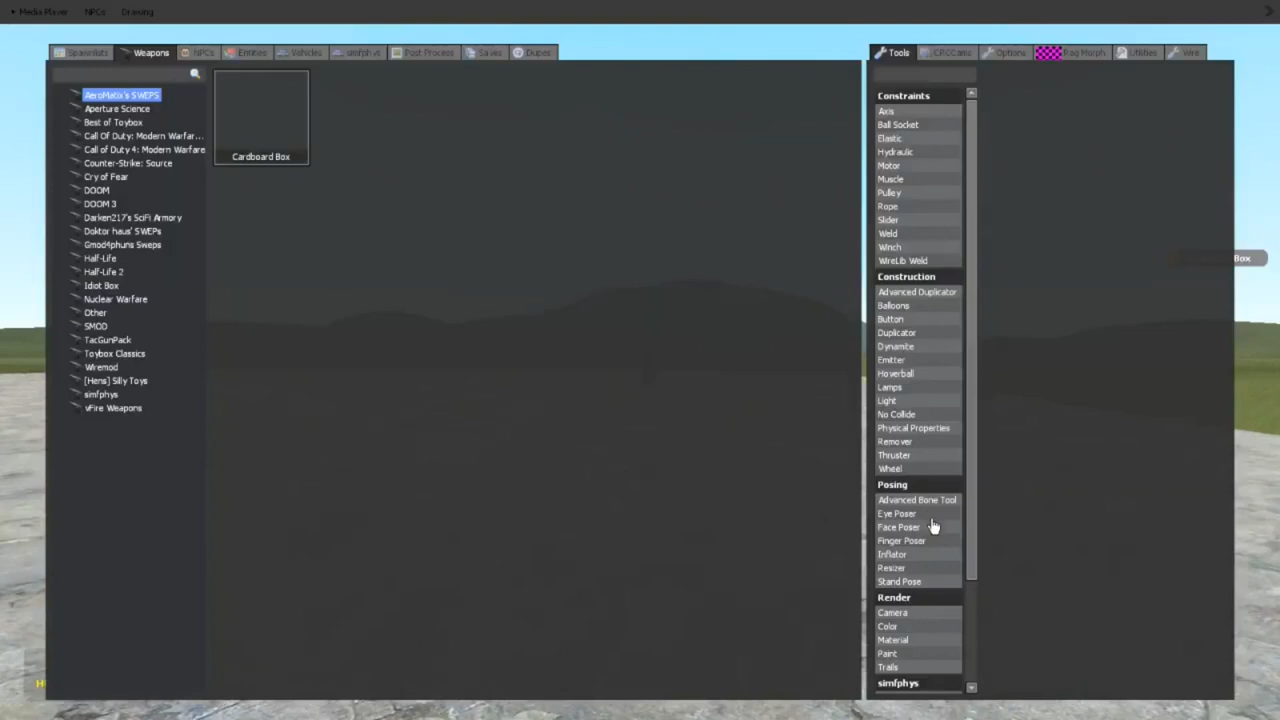 Media Player NPCs Drawing
Spawnlists Weapons NPCs Entities Vehicles simfphys Post Process Saves Dupes
Tools CROCams Options Rag Morph Utilities Wire
AeroMatix's SWEPS
Aperture Science
Best of Toybox
Call Of Duty: Modern Warfar...
Call of Duty 4: Modern Warfare
Counter-Strike: Source
Cry of Fear
DOOM
DOOM 3
Darken217's SciFi Armory
Doktor haus' SWEPs
Gmod4phuns Sweps
Half-Life
Half-Life 2
Idiot Box
Nuclear Warfare
Other
SMOD
TacGunPack
Toybox Classics
Wiremod
[Hens] Silly Toys
simfphys
vFire Weapons
Cardboard Box
Constraints
Axis
Ball Socket
Elastic
Hydraulic
Motor
Muscle
Pulley
Rope
Slider
Weld
Winch
WireLib Weld
Construction
Advanced Duplicator
Balloons
Button
Duplicator
Dynamite
Emitter
Hoverball
Lamps
Light
No Collide
Physical Properties
Remover
Thruster
Wheel
Posing
Advanced Bone Tool
Eye Poser
Face Poser
Finger Poser
Inflator
Resizer
Stand Pose
Render
Camera
Color
Material
Paint
Trails
simfphys
Box
H